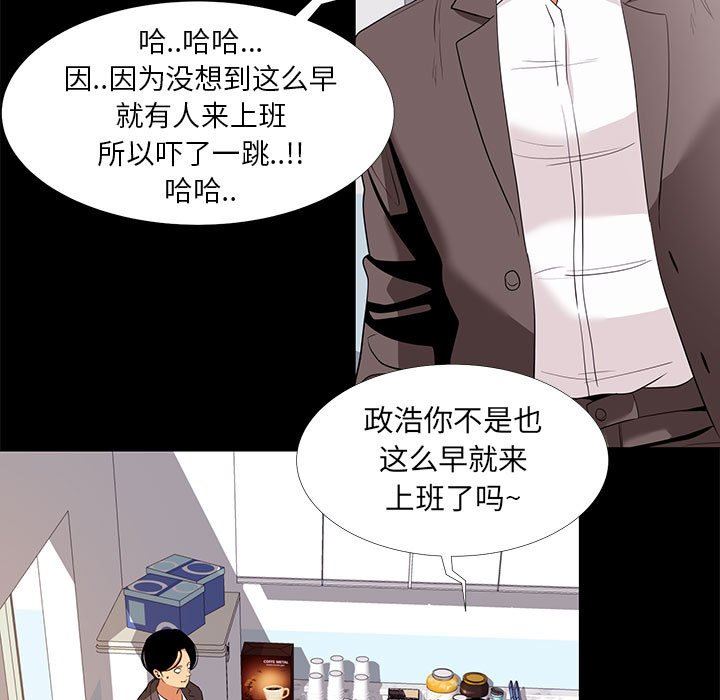 哈..哈哈...
因..因为没想到这么早
就有人来上班
所以吓了一跳..!!
哈哈..
政浩你不是也
这么早就来
上班了吗~
COFFE METAL